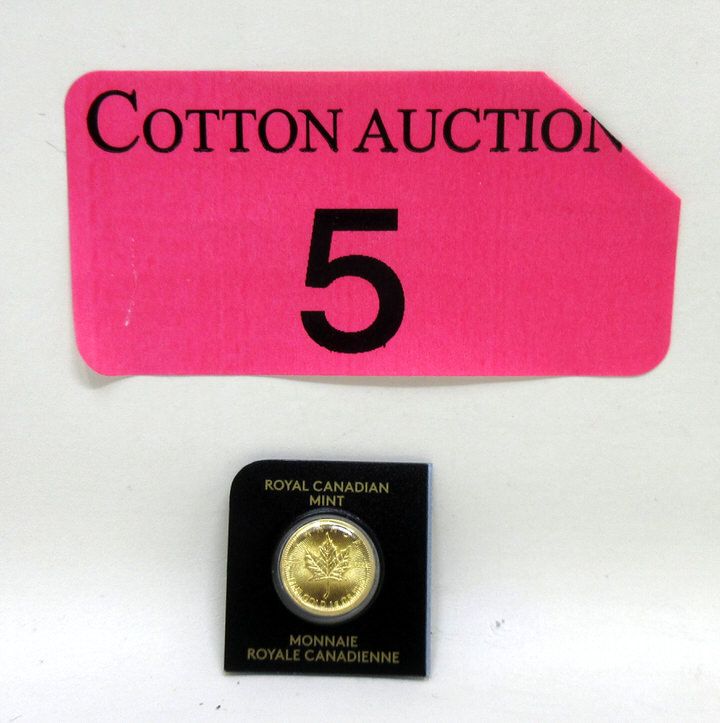 COTTON AUCTION
5
ROYAL CANADIAN
MINT
MONNAIE
ROYALE CANADIENNE